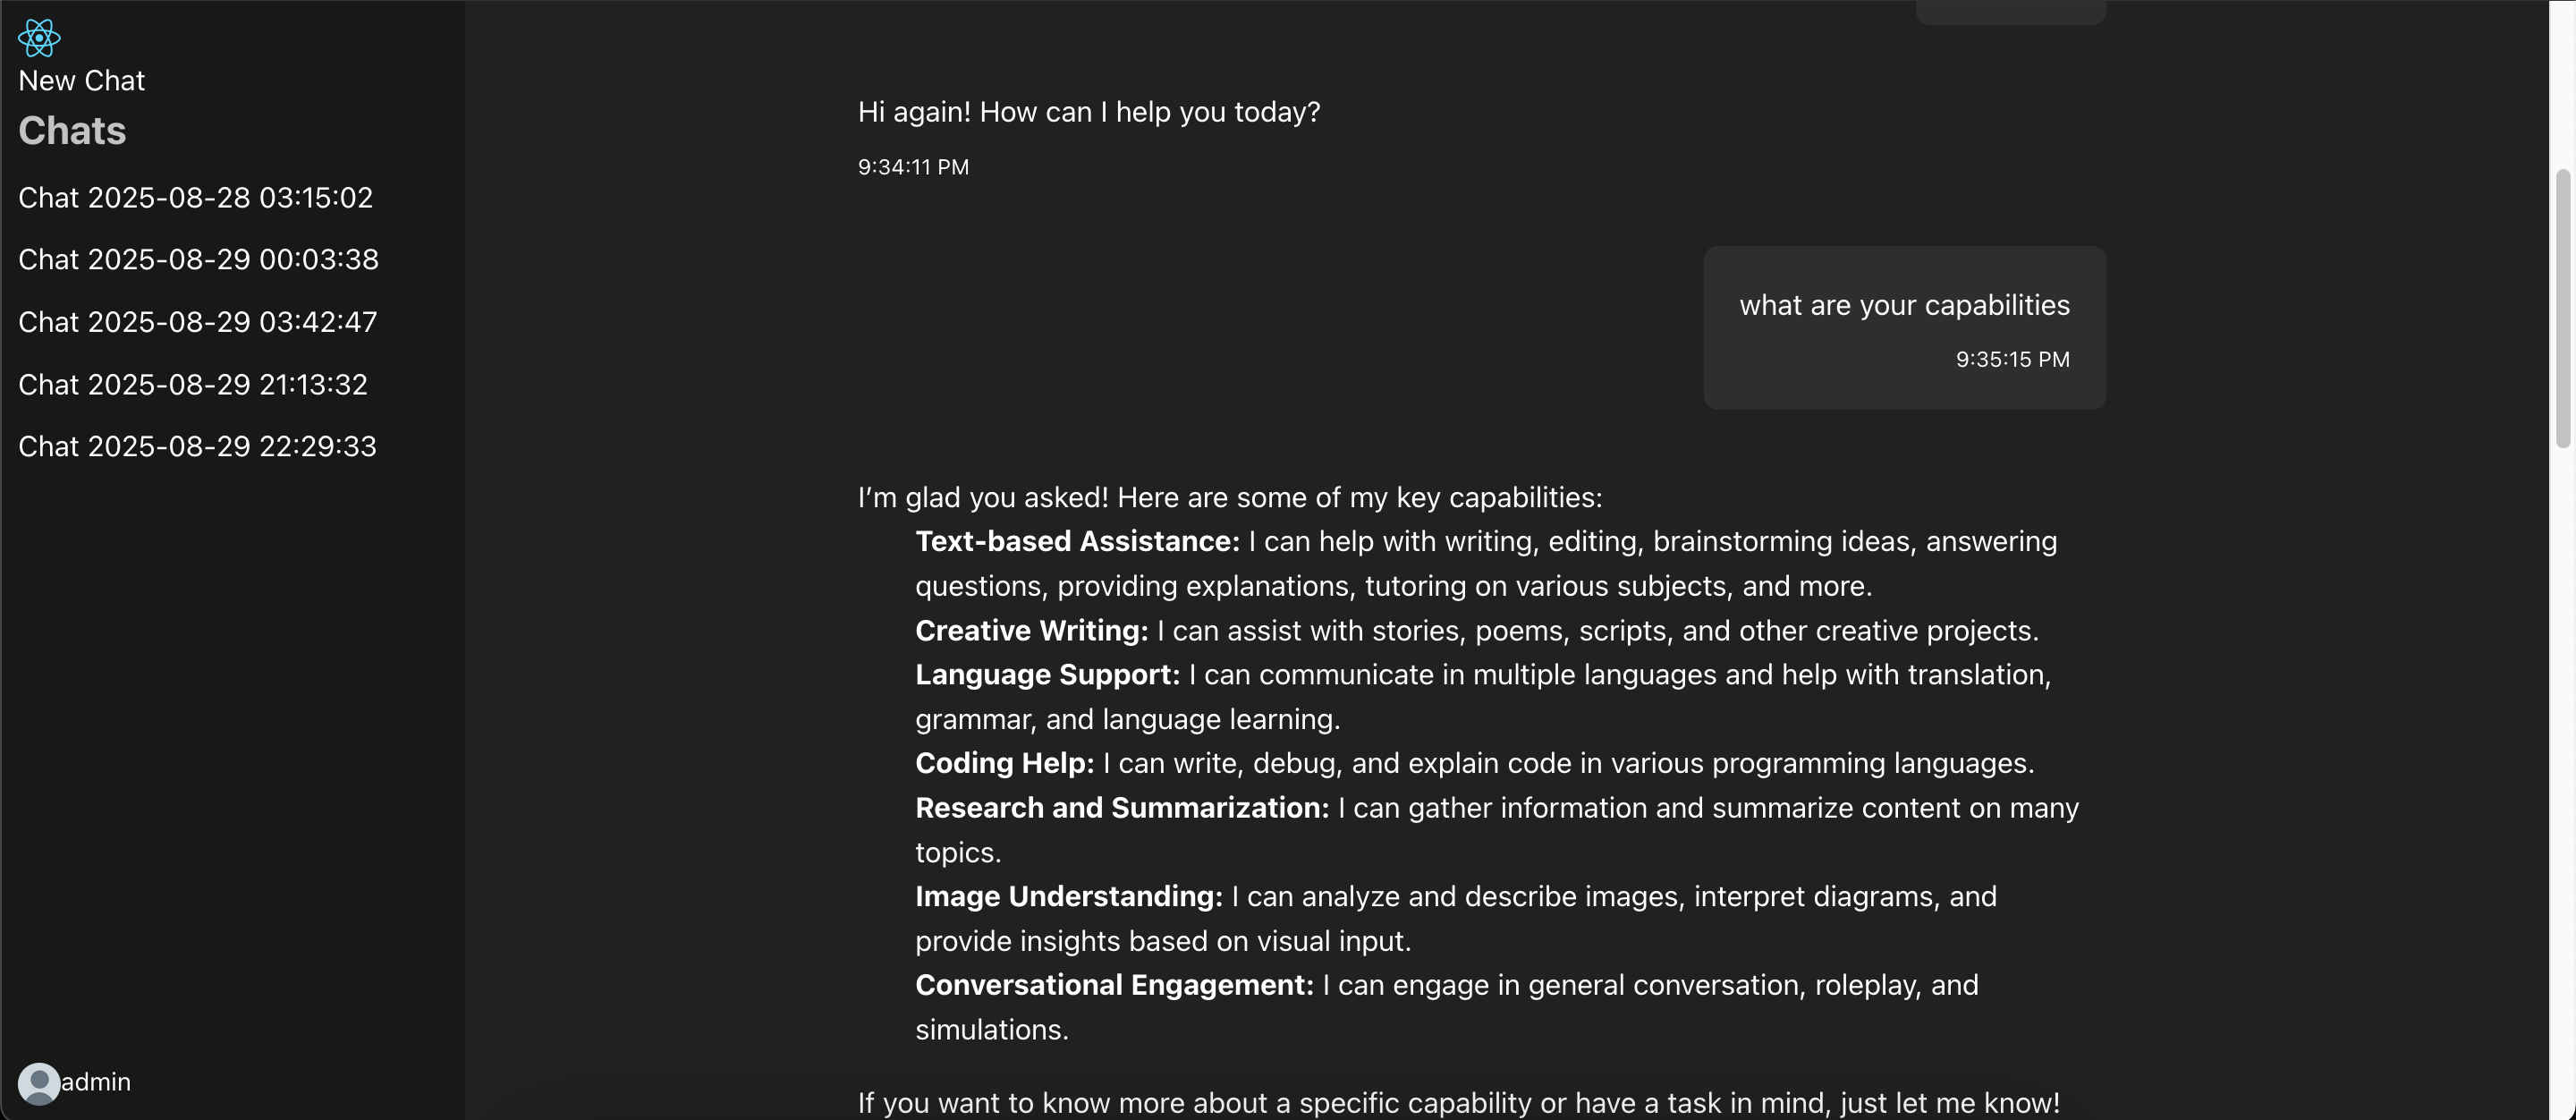 New Chat
Chats
Chat 2025-08-28 03:15:02
Chat 2025-08-29 00:03:38
Chat 2025-08-29 03:42:47
Chat 2025-08-29 21:13:32
Chat 2025-08-29 22:29:33
admin
Hi again! How can I help you today?
9:34:11 PM
what are your capabilities
9:35:15 PM
I’m glad you asked! Here are some of my key capabilities:
Text-based Assistance: I can help with writing, editing, brainstorming ideas, answering
questions, providing explanations, tutoring on various subjects, and more.
Creative Writing: I can assist with stories, poems, scripts, and other creative projects.
Language Support: I can communicate in multiple languages and help with translation,
grammar, and language learning.
Coding Help: I can write, debug, and explain code in various programming languages.
Research and Summarization: I can gather information and summarize content on many
topics.
Image Understanding: I can analyze and describe images, interpret diagrams, and
provide insights based on visual input.
Conversational Engagement: I can engage in general conversation, roleplay, and
simulations.
If you want to know more about a specific capability or have a task in mind, just let me know!